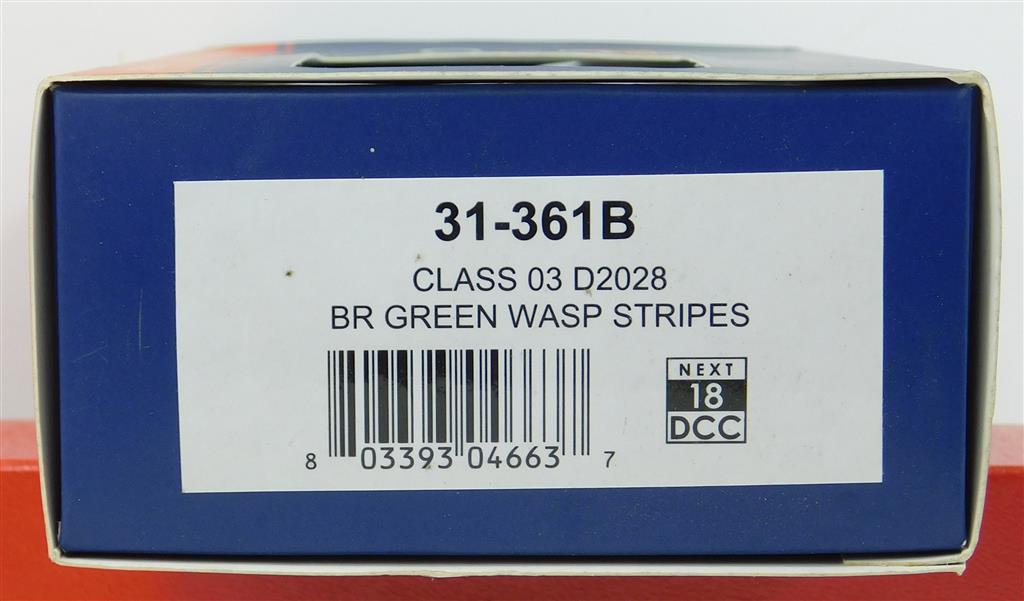 31-361B
CLASS 03 D2028
BR GREEN WASP STRIPES
NEXT
18
DCC
8 03393 04663 7